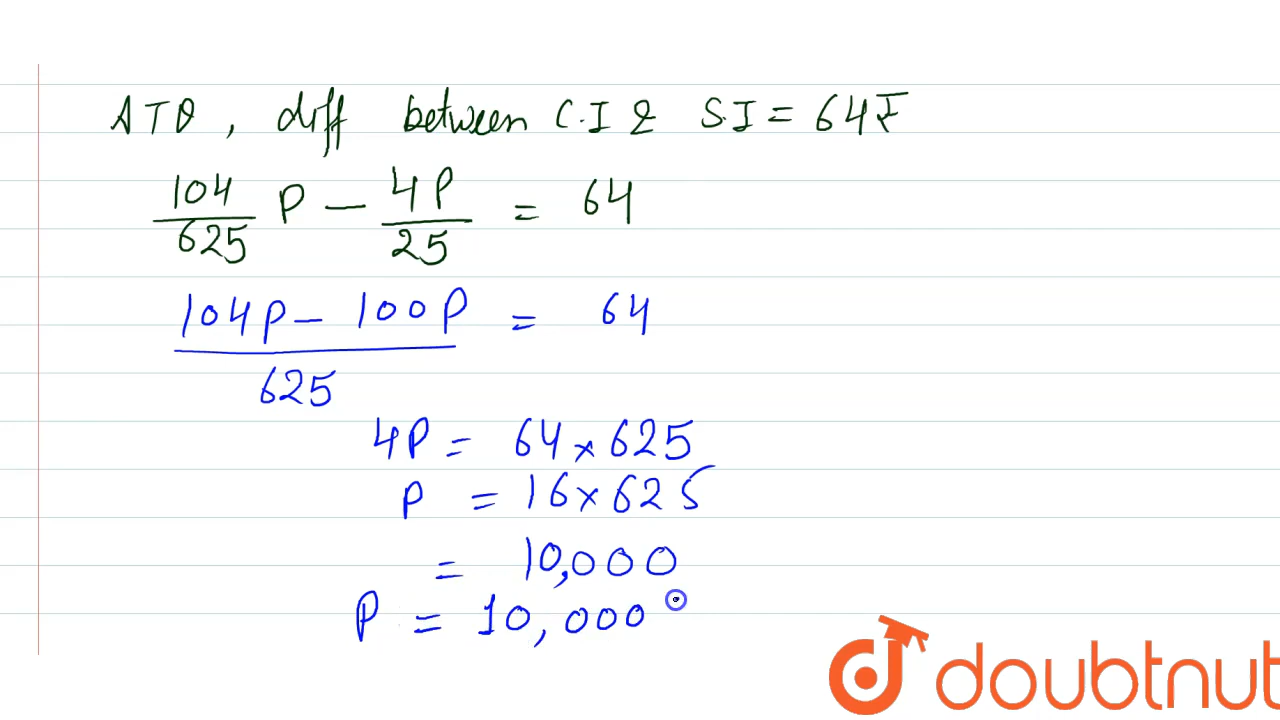 ATQ, diff between C.I & S.I = 64₹
104/625 P - 4P/25 = 64
104P - 100P / 625 = 64
4P = 64 × 625
P = 16 × 625
= 10,000
P = 10,000
doubtnut